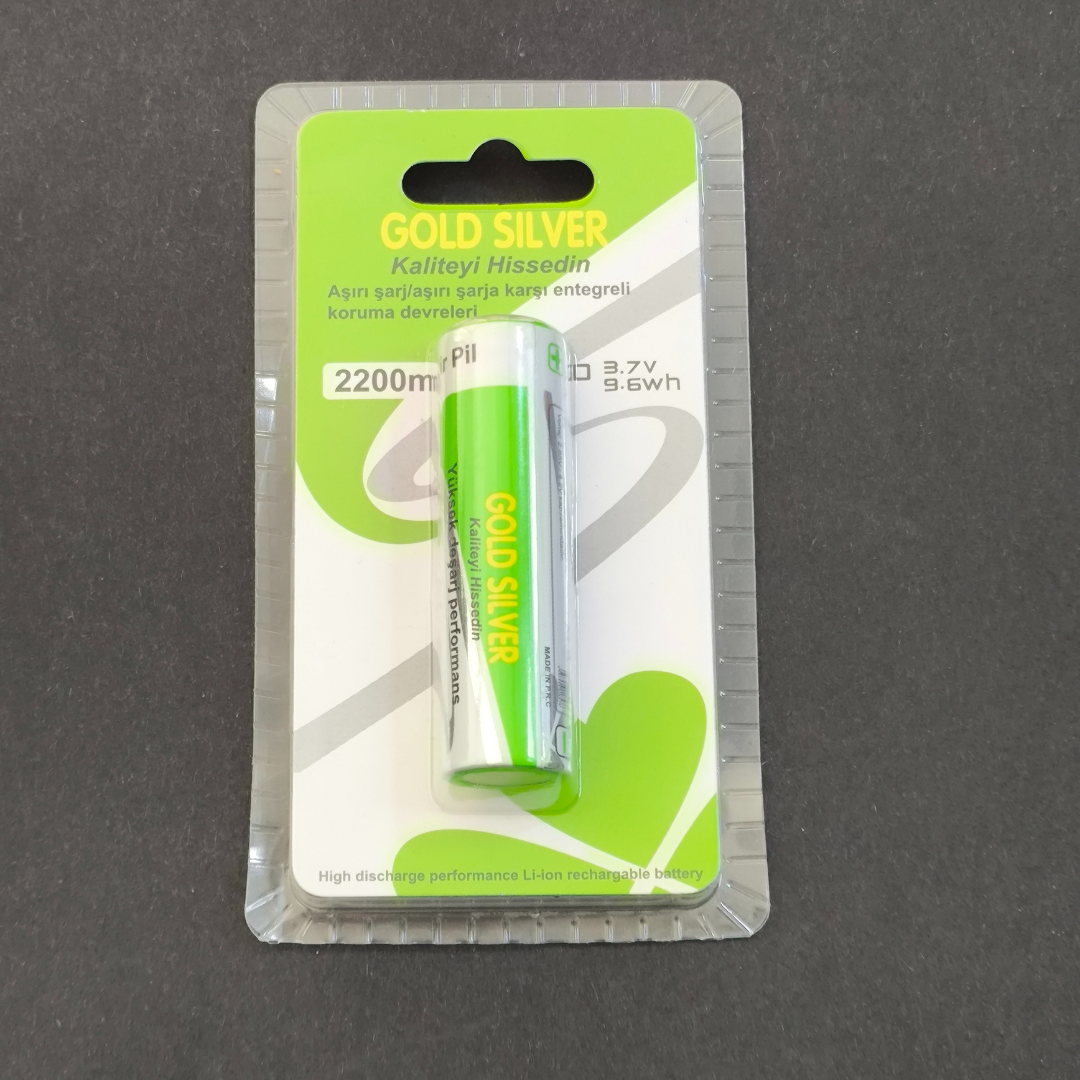 GOLD SILVER
Kaliteyi Hissedin
Aşırı şarj/aşırı şarja karşı entegreli
koruma devreleri
2200m
3.7V
9.6wh
Pil
GOLD SILVER
Kaliteyi Hissedin
Yüksek deşarj performans
MADE IN P.R.C
High discharge performance Li-ion rechargable battery